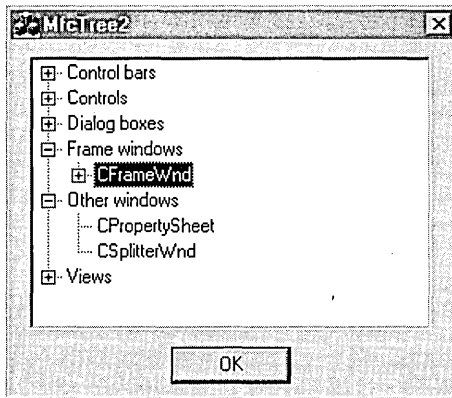 MfcTree2
Control bars
Controls
Dialog boxes
Frame windows
CFrameWnd
Other windows
CPropertySheet
CSplitterWnd
Views
OK